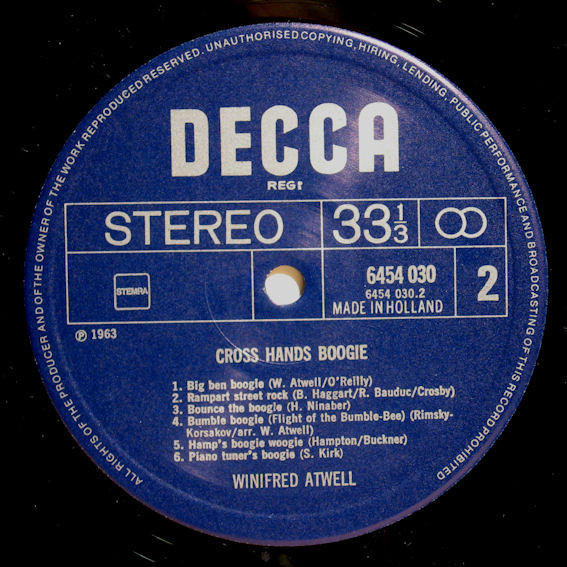 ALL RIGHTS OF THE PRODUCER AND OF THE OWNER OF THE WORK REPRODUCED RESERVED. UNAUTHORISED COPYING, HIRING, LENDING, PUBLIC PERFORMANCE AND BROADCASTING OF THIS RECORD PROHIBITED
DECCA
REGᵈ
STEREO
33 1/3
STEMRA
6454 030
6454 030.2
MADE IN HOLLAND
2
Ⓟ 1963
CROSS HANDS BOOGIE
1. Big ben boogie (W. Atwell/O'Reilly)
2. Rampart street rock (B. Haggart/R. Bauduc/Crosby)
3. Bounce the boogie (H. Ninaber)
4. Bumble boogie (Flight of the Bumble-Bee) (Rimsky-
Korsakov/arr. W. Atwell)
5. Hamp's boogie woogie (Hampton/Buckner)
6. Piano tuner's boogie (S. Kirk)
WINIFRED ATWELL